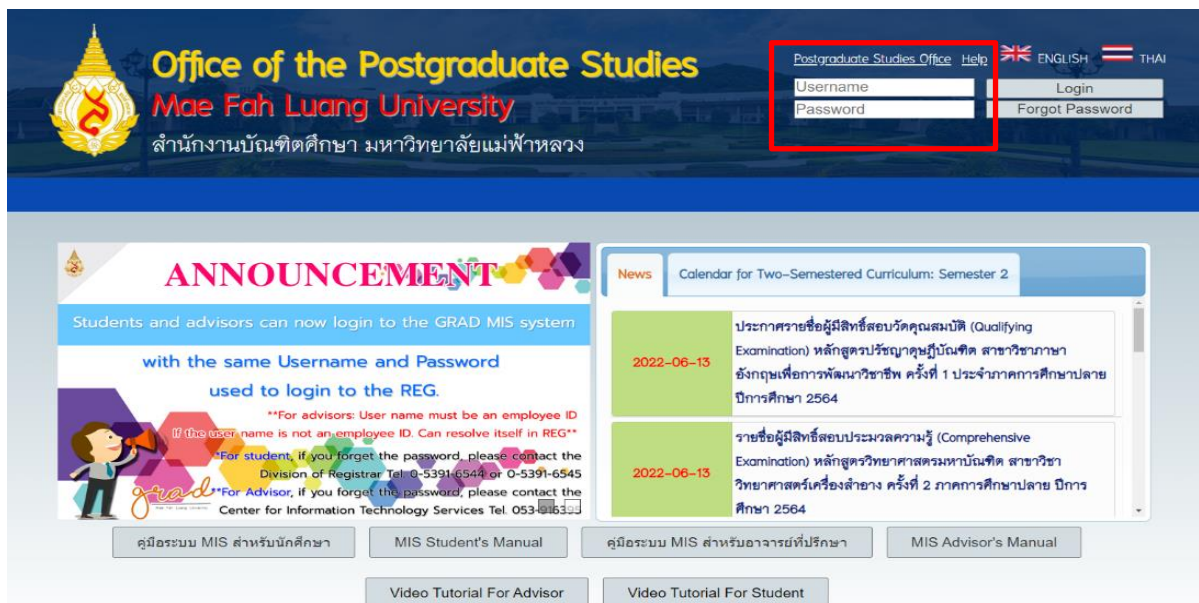 Office of the Postgraduate Studies
Mae Fah Luang University
สำนักงานบัณฑิตศึกษา มหาวิทยาลัยแม่ฟ้าหลวง
Postgraduate Studies Office Help ENGLISH THAI
Username Login
Password Forgot Password
ANNOUNCEMENT
Students and advisors can now login to the GRAD MIS system
with the same Username and Password
used to login to the REG.
**For advisors: User name must be an employee ID
If the user name is not an employee ID. Can resolve itself in REG**
*For student, if you forget the password, please contact the
Division of Registrar Tel. 0-5391-6544 or 0-5391-6545
**For Advisor, if you forget the password, please contact the
Center for Information Technology Services Tel.
grad
News Calendar for Two-Semestered Curriculum: Semester 2
2022-06-13
ประกาศรายชื่อผู้มีสิทธิ์สอบวัดคุณสมบัติ (Qualifying
Examination) หลักสูตรปรัชญาดุษฎีบัณฑิต สาขาวิชาภาษา
อังกฤษเพื่อการพัฒนาวิชาชีพ ครั้งที่ 1 ประจำภาคการศึกษาปลาย
ปีการศึกษา 2564
2022-06-13
รายชื่อผู้มีสิทธิ์สอบประมวลความรู้ (Comprehensive
Examination) หลักสูตรวิทยาศาสตรมหาบัณฑิต สาขาวิชา
วิทยาศาสตร์เครื่องสำอาง ครั้งที่ 2 ภาคการศึกษาปลาย ปีการ
ศึกษา 2564
คู่มือระบบ MIS สำหรับนักศึกษา MIS Student's Manual คู่มือระบบ MIS สำหรับอาจารย์ที่ปรึกษา MIS Advisor's Manual
Video Tutorial For Advisor Video Tutorial For Student